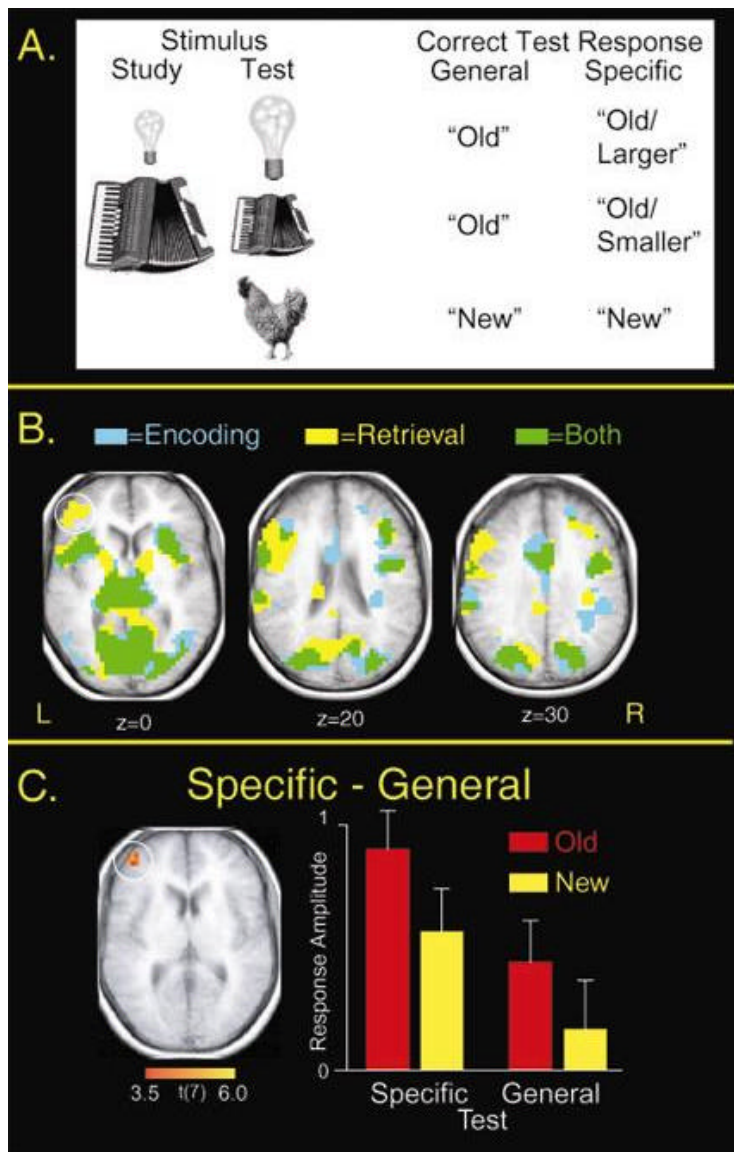 A.
Stimulus
Study Test
Correct Test Response
General Specific
“Old”
“Old/
Larger”
“Old”
“Old/
Smaller”
“New”
“New”
B.
=Encoding =Retrieval =Both
L
z=0
z=20
z=30
R
C.
Specific - General
3.5 t(7) 6.0
1
Response Amplitude
0
Old
New
Specific General
Test